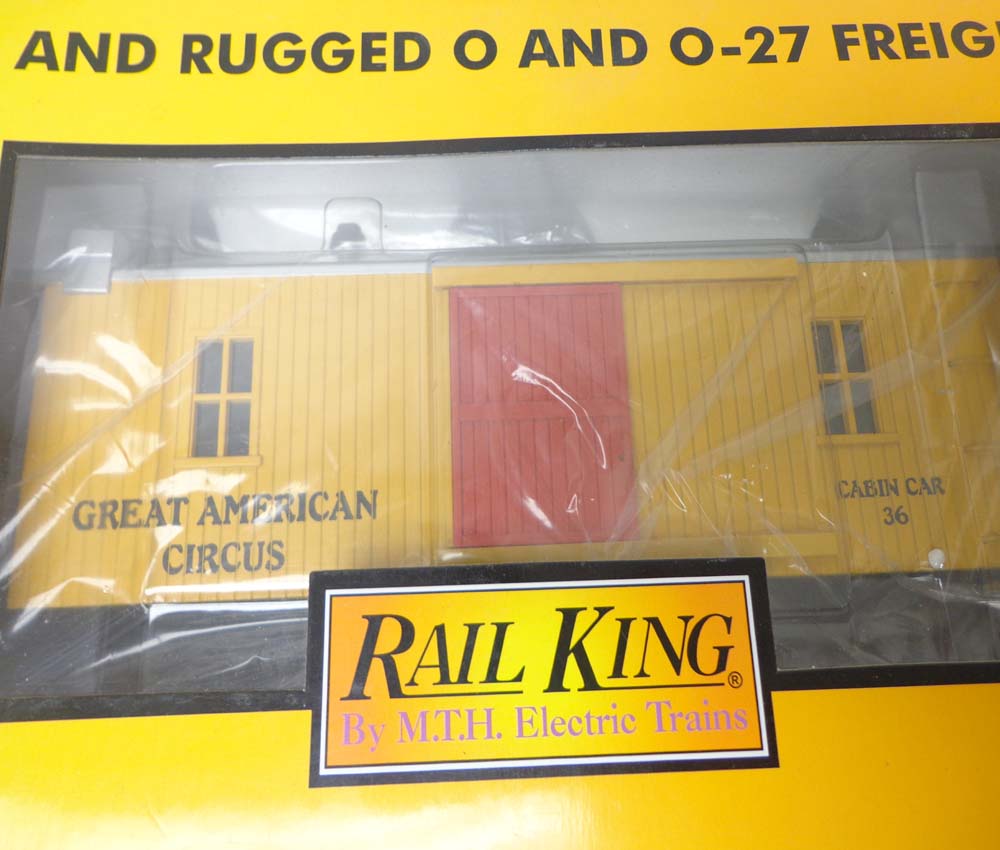 AND RUGGED O AND O-27 FREIG
GREAT AMERICAN
CIRCUS
CABIN CAR
36
RAIL KING®
By M.T.H. Electric Trains